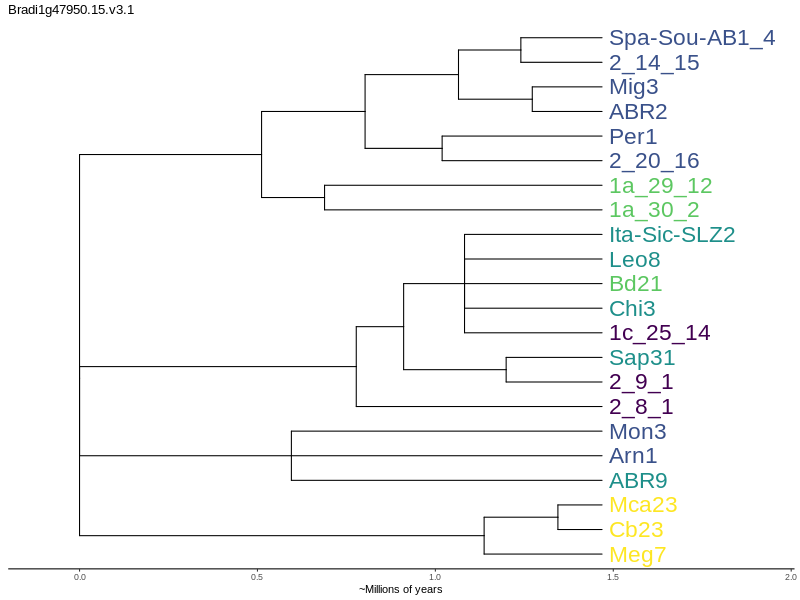 Bradi1g47950.15.v3.1
Spa-Sou-AB1_4
2_14_15
Mig3
ABR2
Per1
2_20_16
1a_29_12
1a_30_2
Ita-Sic-SLZ2
Leo8
Bd21
Chi3
1c_25_14
Sap31
2_9_1
2_8_1
Mon3
Arn1
ABR9
Mca23
Cb23
Meg7
0.0 0.5 1.0 1.5 2.0
~Millions of years